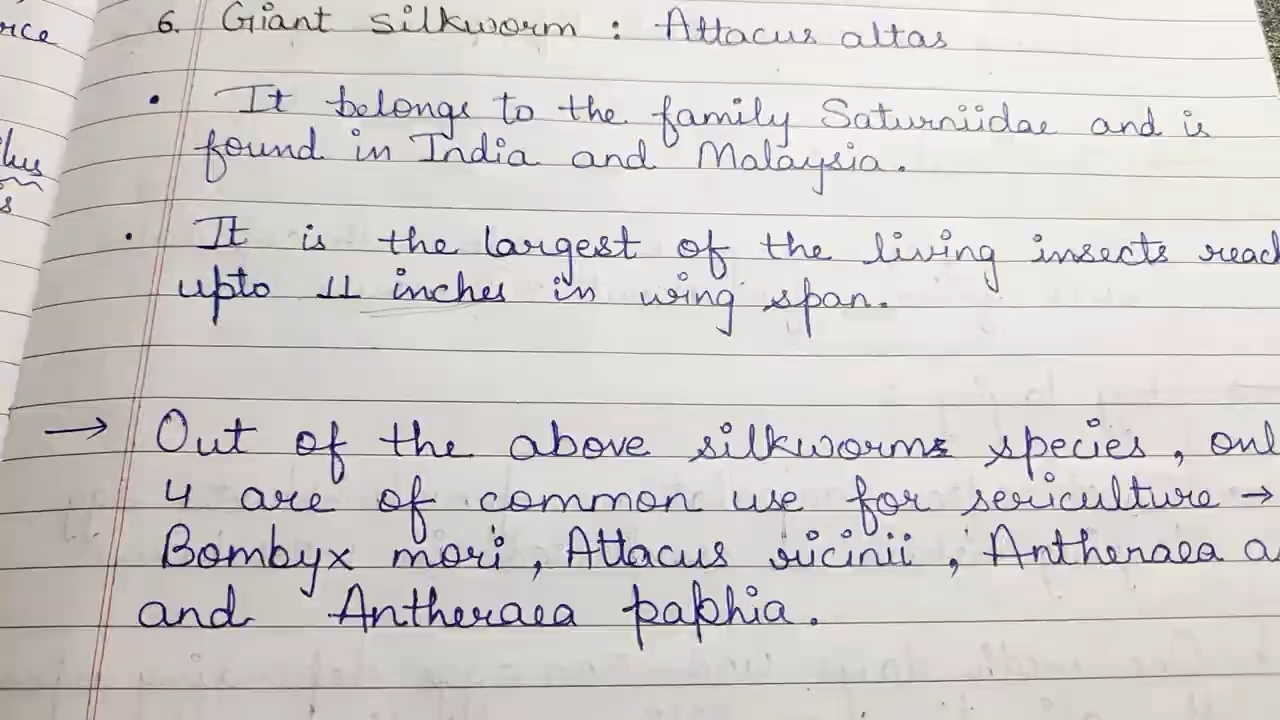 rce
6. Giant silkworm : Attacus altas
• It belongs to the family Saturniidae and is
found in India and Malaysia.
• It is the largest of the living insects reach
upto 11 inches in wing span.
→ Out of the above silkworms species, onl
4 are of common use for sericulture →
Bombyx mori, Attacus ricinii, Antheraea a
and Antheraea paphia.